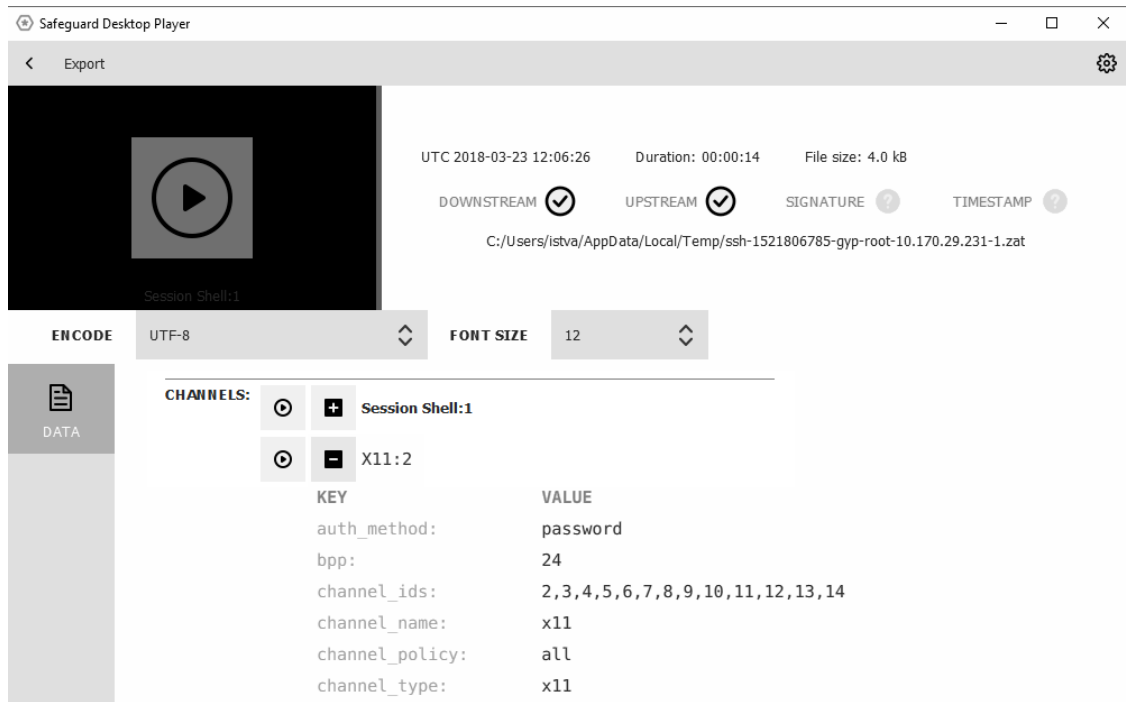 Safeguard Desktop Player
Export
UTC 2018-03-23 12:06:26 Duration: 00:00:14 File size: 4.0 kB
DOWNSTREAM UPSTREAM SIGNATURE ? TIMESTAMP ?
C:/Users/istva/AppData/Local/Temp/ssh-1521806785-gyp-root-10.170.29.231-1.zat
Session Shell:1
ENCODE UTF-8 FONT SIZE 12
DATA
CHANNELS: Session Shell:1
X11:2
KEY VALUE
auth_method: password
bpp: 24
channel_ids: 2,3,4,5,6,7,8,9,10,11,12,13,14
channel_name: x11
channel_policy: all
channel_type: x11